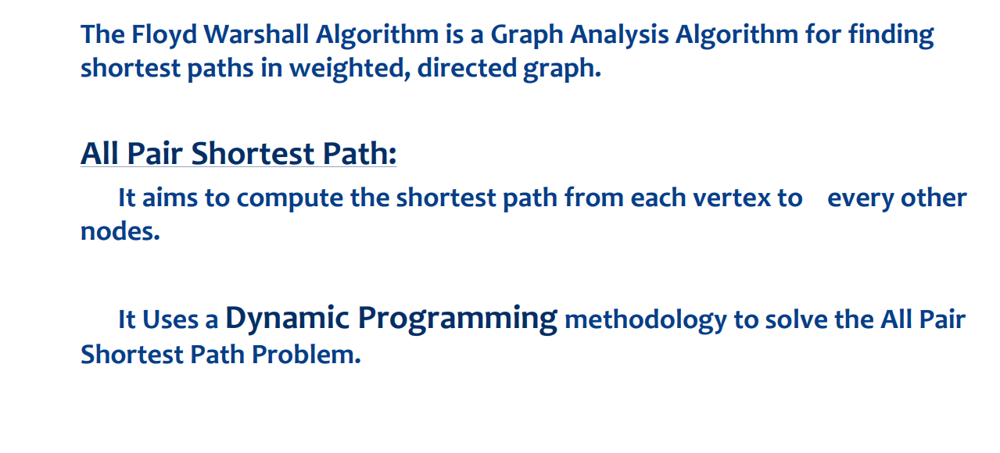 The Floyd Warshall Algorithm is a Graph Analysis Algorithm for finding
shortest paths in weighted, directed graph.
All Pair Shortest Path:
It aims to compute the shortest path from each vertex to every other
nodes.
It Uses a Dynamic Programming methodology to solve the All Pair
Shortest Path Problem.